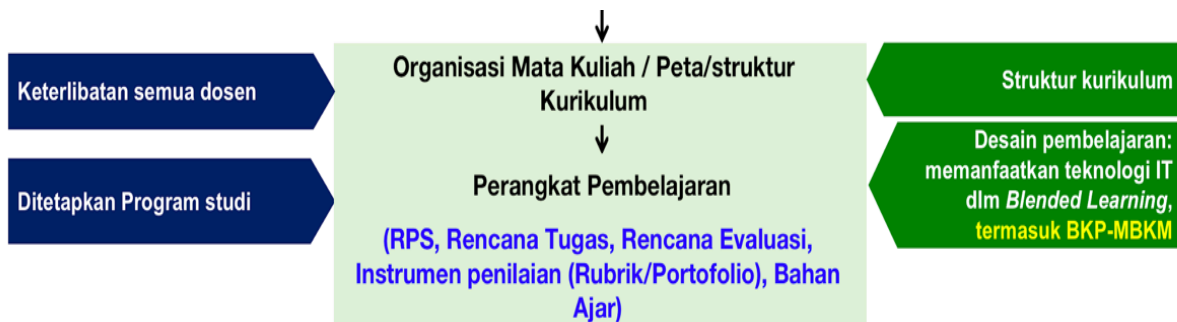 Keterlibatan semua dosen
Ditetapkan Program studi
Organisasi Mata Kuliah / Peta/struktur
Kurikulum
Perangkat Pembelajaran
(RPS, Rencana Tugas, Rencana Evaluasi,
Instrumen penilaian (Rubrik/Portofolio), Bahan
Ajar)
Struktur kurikulum
Desain pembelajaran:
memanfaatkan teknologi IT
dlm Blended Learning,
termasuk BKP-MBKM